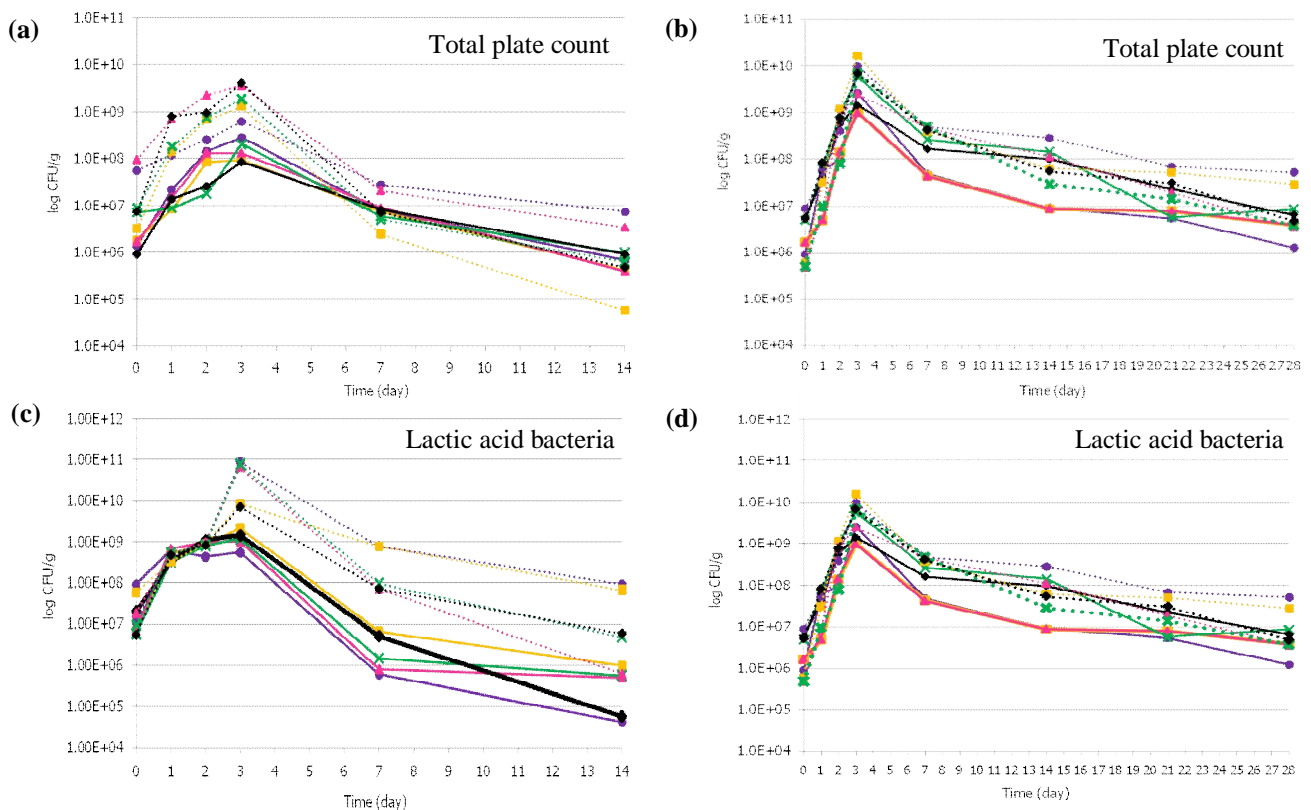 (a)
Total plate count
1.0E+11
1.0E+10
1.0E+09
1.0E+08
1.0E+07
1.0E+06
1.0E+05
1.0E+04
log CFU/g
0 1 2 3 4 5 6 7 8 9 10 11 12 13 14
Time (day)
(b)
Total plate count
1.0E+11
1.0E+10
1.0E+09
1.0E+08
1.0E+07
1.0E+06
1.0E+05
1.0E+04
log CFU/g
0 1 2 3 4 5 6 7 8 9 10 11 12 13 14 15 16 17 18 19 20 21 22 23 24 25 26 27 28
Time (day)
(c)
Lactic acid bacteria
1.00E+12
1.00E+11
1.00E+10
1.00E+09
1.00E+08
1.00E+07
1.00E+06
1.00E+05
1.00E+04
log CFU/g
0 1 2 3 4 5 6 7 8 9 10 11 12 13 14
Time (day)
(d)
Lactic acid bacteria
1.00E+12
1.00E+11
1.00E+10
1.00E+09
1.00E+08
1.00E+07
1.00E+06
1.00E+05
1.00E+04
log CFU/g
0 1 2 3 4 5 6 7 8 9 10 11 12 13 14 15 16 17 18 19 20 21 22 23 24 25 26 27 28
Time (day)